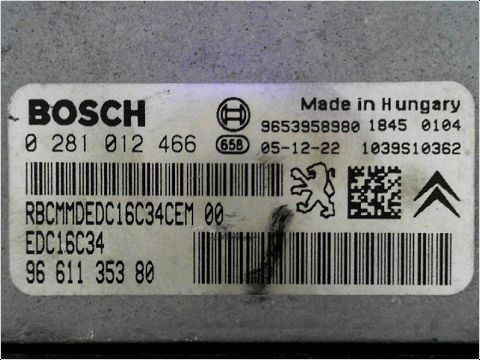 BOSCH
Made in Hungary
9653958980 1845 0104
0 281 012 466
658
05-12-22 1039S10362
RBCMMDEDC16C34CEM 00
EDC16C34
96 611 353 80